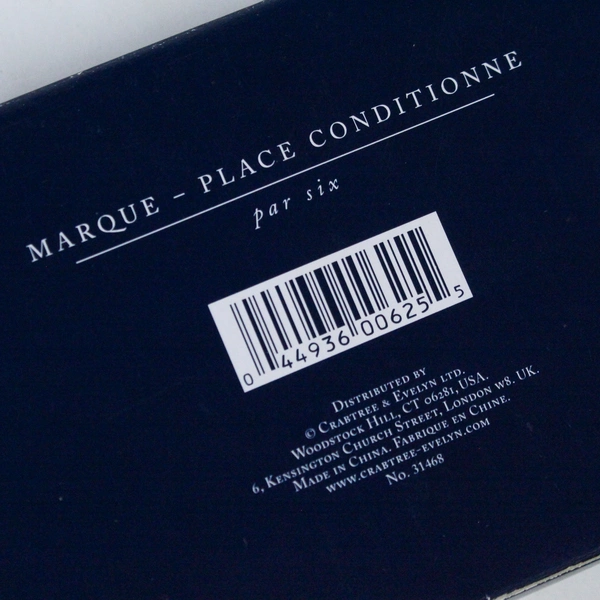 MARQUE – PLACE CONDITIONNE
par six
0 44936 00625 5
DISTRIBUTED BY
© CRABTREE & EVELYN LTD.
WOODSTOCK HILL, CT 06281, USA.
6, KENSINGTON CHURCH STREET, LONDON W8. UK.
MADE IN CHINA. FABRIQUE EN CHINE.
WWW.CRABTREE-EVELYN.COM
NO. 31468